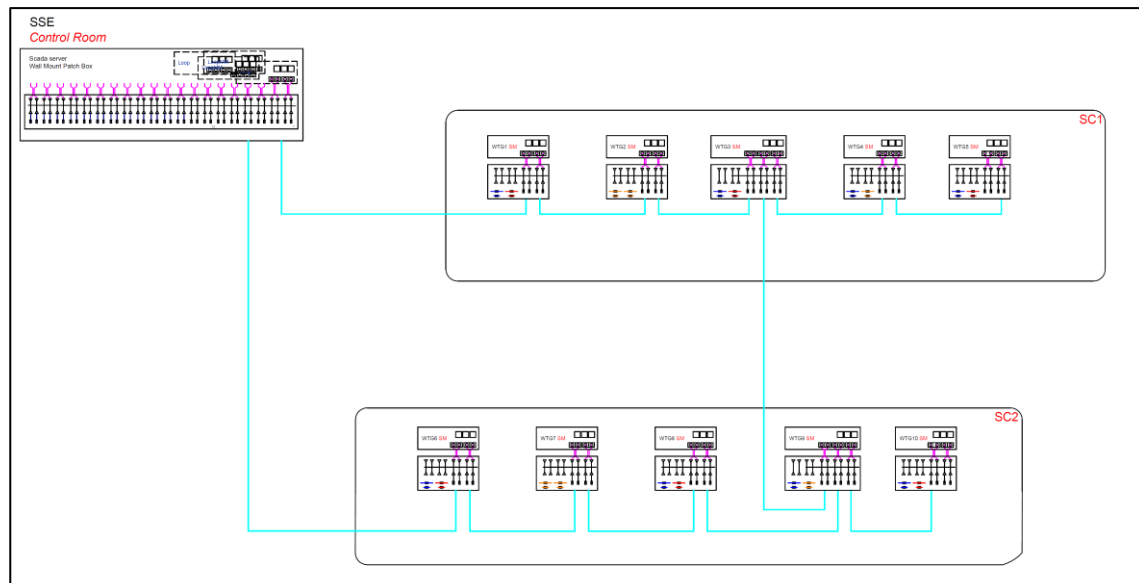 SSE
Control Room
Scada server
Wall Mount Patch Box
Loop
SC1
WTG1 SM
WTG2 SM
WTG3 SM
WTG4 SM
WTG5 SM
SC2
WTG6 SM
WTG7 SM
WTG8 SM
WTG9 SM
WTG10 SM